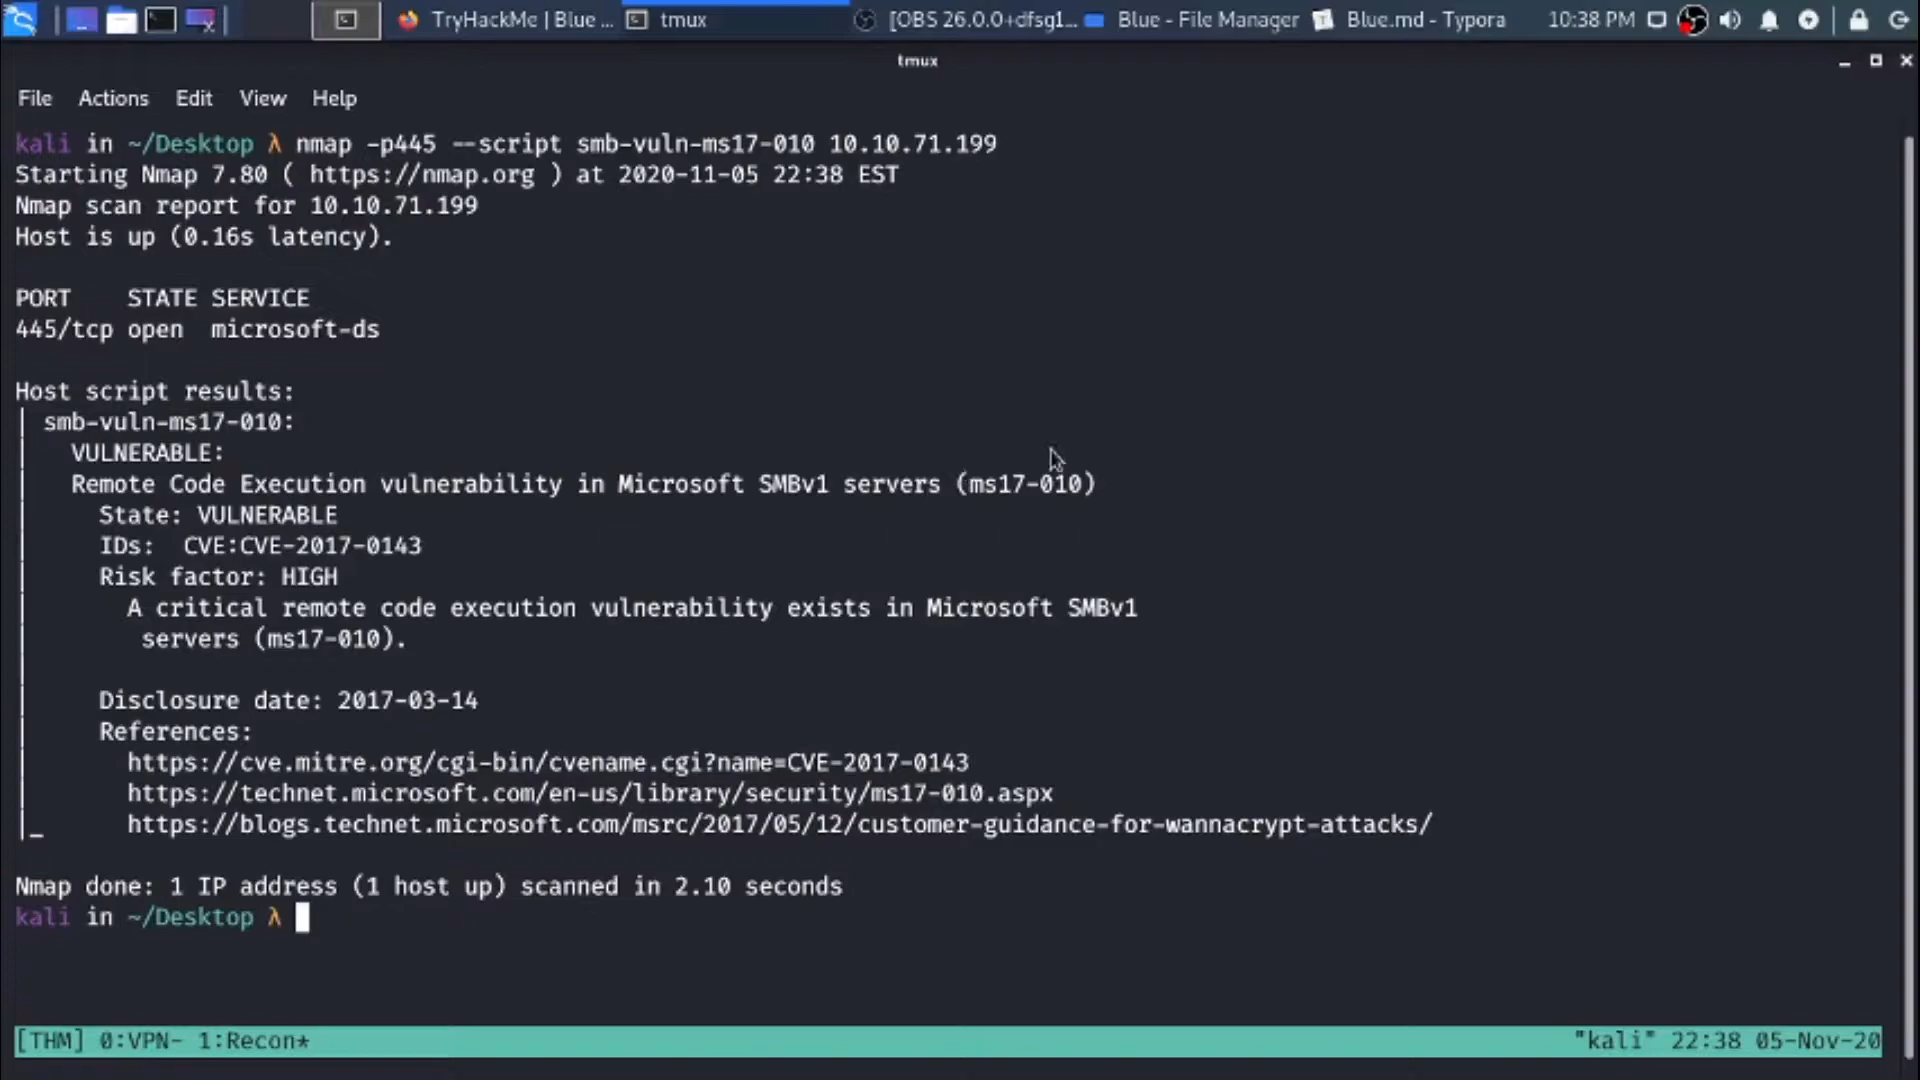 TryHackMe | Blue ...
tmux
[OBS 26.0.0+dfsg1...
Blue - File Manager
Blue.md - Typora
10:38 PM
tmux
File Actions Edit View Help
kali in ~/Desktop λ nmap -p445 --script smb-vuln-ms17-010 10.10.71.199
Starting Nmap 7.80 ( https://nmap.org ) at 2020-11-05 22:38 EST
Nmap scan report for 10.10.71.199
Host is up (0.16s latency).
PORT    STATE SERVICE
445/tcp open  microsoft-ds
Host script results:
| smb-vuln-ms17-010:
|   VULNERABLE:
|   Remote Code Execution vulnerability in Microsoft SMBv1 servers (ms17-010)
|     State: VULNERABLE
|     IDs:  CVE:CVE-2017-0143
|     Risk factor: HIGH
|       A critical remote code execution vulnerability exists in Microsoft SMBv1
|        servers (ms17-010).
|
|     Disclosure date: 2017-03-14
|     References:
|       https://cve.mitre.org/cgi-bin/cvename.cgi?name=CVE-2017-0143
|       https://technet.microsoft.com/en-us/library/security/ms17-010.aspx
|_      https://blogs.technet.microsoft.com/msrc/2017/05/12/customer-guidance-for-wannacrypt-attacks/
Nmap done: 1 IP address (1 host up) scanned in 2.10 seconds
kali in ~/Desktop λ
[THM] 0:VPN- 1:Recon* "kali" 22:38 05-Nov-20